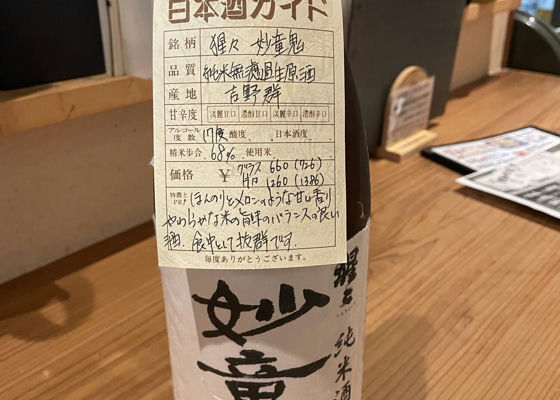 日本酒ガイド
銘柄 猩々 妙竜鬼
品質 純米無濾過生原酒
産地 吉野群
甘辛度 淡麗甘口 濃醇甘口 淡麗辛口 濃醇辛口
アルコール度数 17度 酸度 日本酒度
精米歩合 68% 使用米
価格 ¥ グラス 660 (726)
片口 1260 (1386)
特徴とPR! ほんのりとメロンのような甘い香り
やわらかな米の旨味のバランスの良い
酒、食中として抜群です。
毎度ありがとうございます。
妙竜
猩々 純米酒